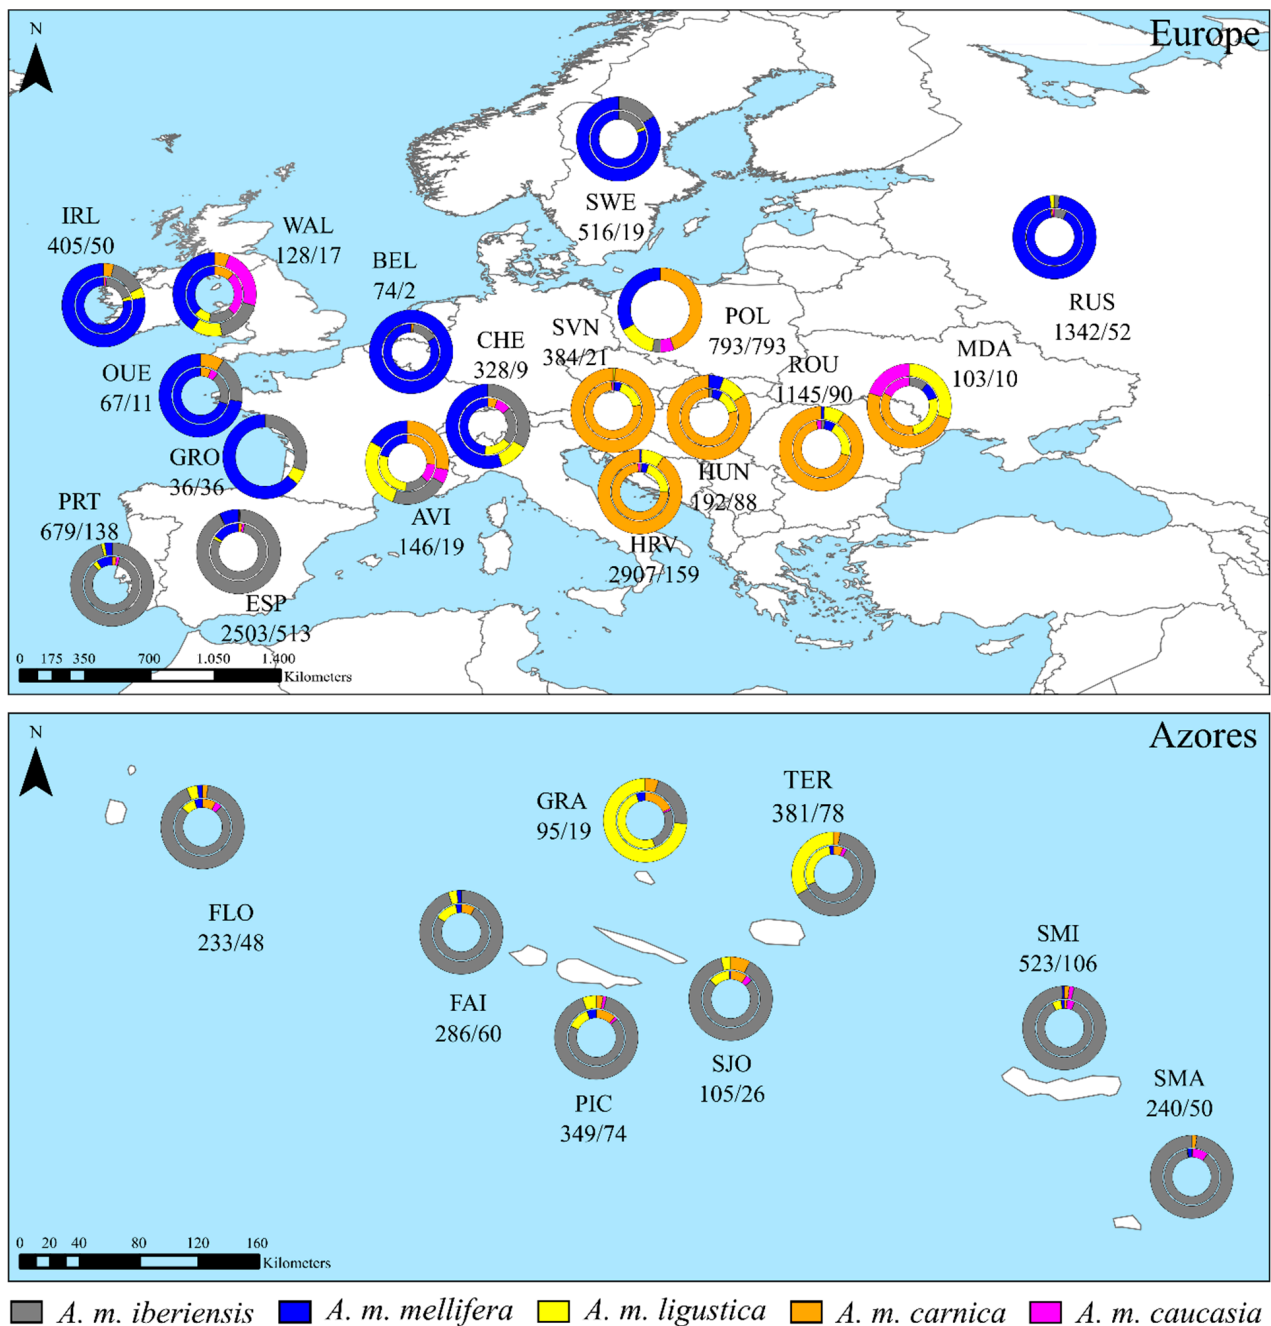 N
Europe
IRL
405/50
WAL
128/17
BEL
74/2
SWE
516/19
RUS
1342/52
OUE
67/11
CHE
328/9
SVN
384/21
POL
793/793
ROU
1145/90
MDA
103/10
GRO
36/36
PRT
679/138
AVI
146/19
HUN
192/88
HRV
2907/159
ESP
2503/513
0 175 350 700 1.050 1.400
Kilometers
N
Azores
FLO
233/48
GRA
95/19
TER
381/78
FAI
286/60
PIC
349/74
SJO
105/26
SMI
523/106
SMA
240/50
0 20 40 80 120 160
Kilometers
A. m. iberiensis A. m. mellifera A. m. ligustica A. m. carnica A. m. caucasia